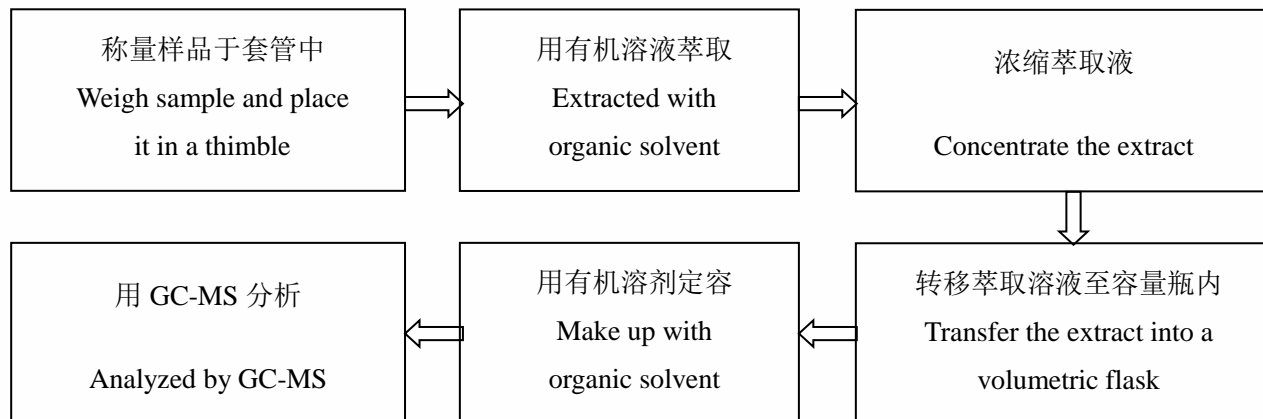 称量样品于套管中
Weigh sample and place
it in a thimble
用有机溶液萃取
Extracted with
organic solvent
浓缩萃取液
Concentrate the extract
转移萃取溶液至容量瓶内
Transfer the extract into a
volumetric flask
用有机溶剂定容
Make up with
organic solvent
用 GC-MS 分析
Analyzed by GC-MS